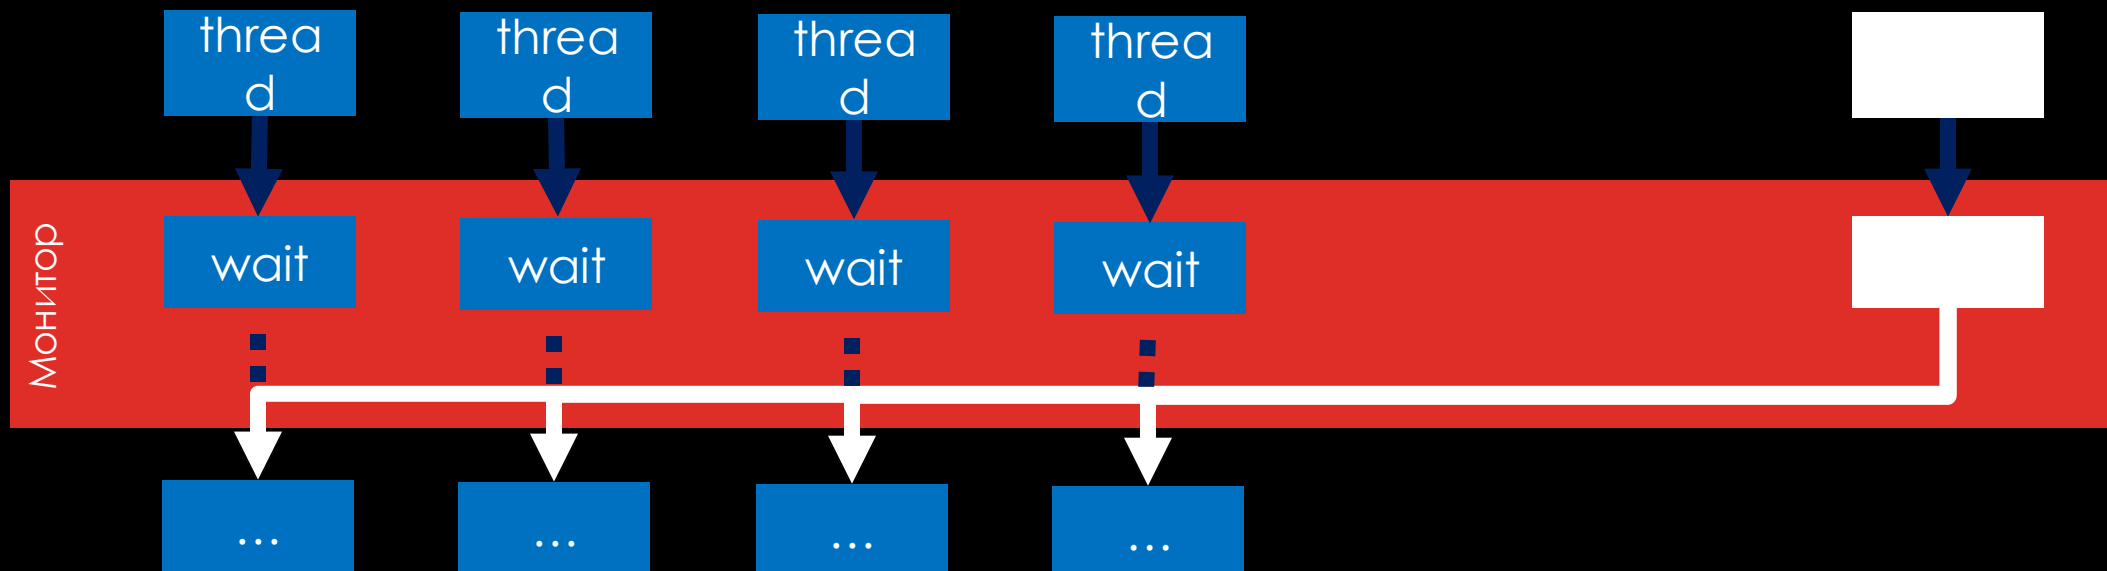 threa
d
threa
d
threa
d
threa
d
Монитор
wait
wait
wait
wait
...
...
...
...